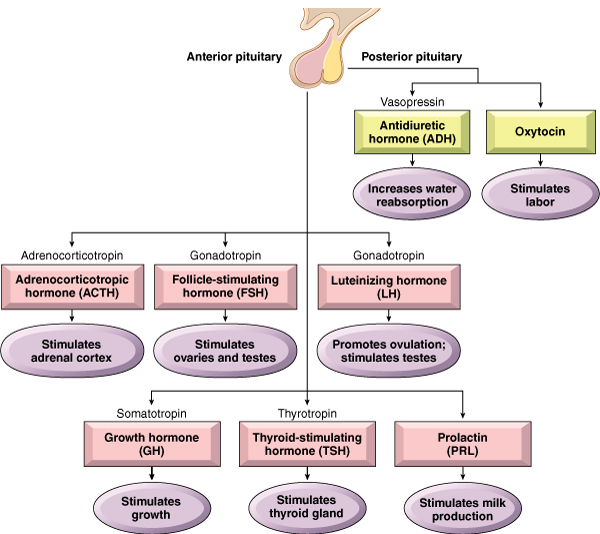 Anterior pituitary
Posterior pituitary
Vasopressin
Antidiuretic
hormone (ADH)
Oxytocin
Increases water
reabsorption
Stimulates
labor
Adrenocorticotropin
Gonadotropin
Gonadotropin
Adrenocorticotropic
hormone (ACTH)
Follicle-stimulating
hormone (FSH)
Luteinizing hormone
(LH)
Stimulates
adrenal cortex
Stimulates
ovaries and testes
Promotes ovulation;
stimulates testes
Somatotropin
Thyrotropin
Growth hormone
(GH)
Thyroid-stimulating
hormone (TSH)
Prolactin
(PRL)
Stimulates
growth
Stimulates
thyroid gland
Stimulates milk
production